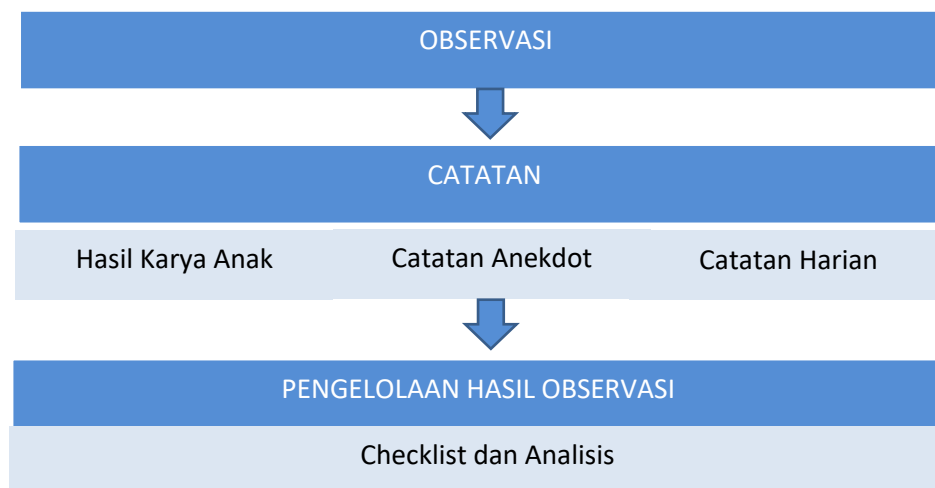 OBSERVASI
CATATAN
Hasil Karya Anak
Catatan Anekdot
Catatan Harian
PENGELOLAAN HASIL OBSERVASI
Checklist dan Analisis